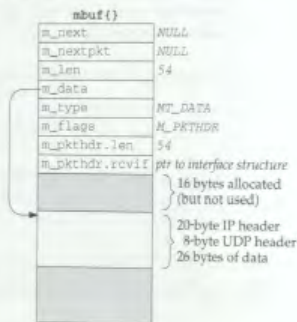 mbuf{}
m_next NULL
m_nextpkt NULL
m_len 54
m_data
m_type MT_DATA
m_flags M_PKTHDR
m_pkthdr.len 54
m_pkthdr.rcvif ptr to interface structure
16 bytes allocated
(but not used)
20-byte IP header
8-byte UDP header
26 bytes of data